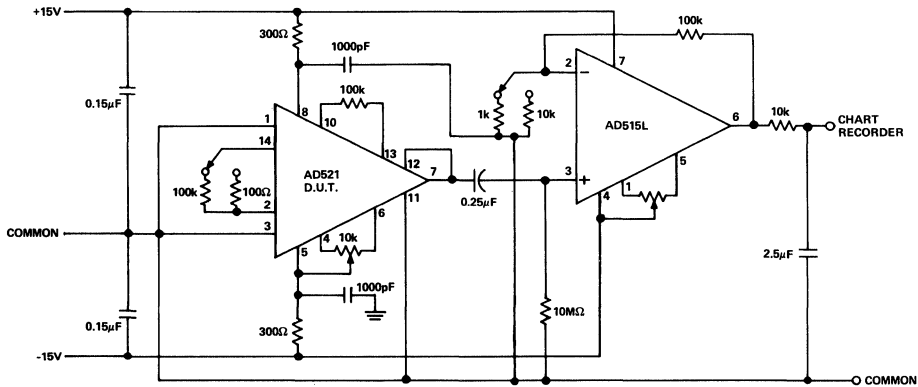 +15V
300Ω
1000pF
100k
2
7
0.15µF
8
1
10
100k
1k
10k
AD515L
6
10k
CHART
RECORDER
14
13
12
7
AD521
D.U.T.
11
100k
100Ω
2
3
5
1
4
0.25µF
6
COMMON
3
4
10k
5
2.5µF
1000pF
0.15µF
300Ω
10MΩ
-15V
COMMON